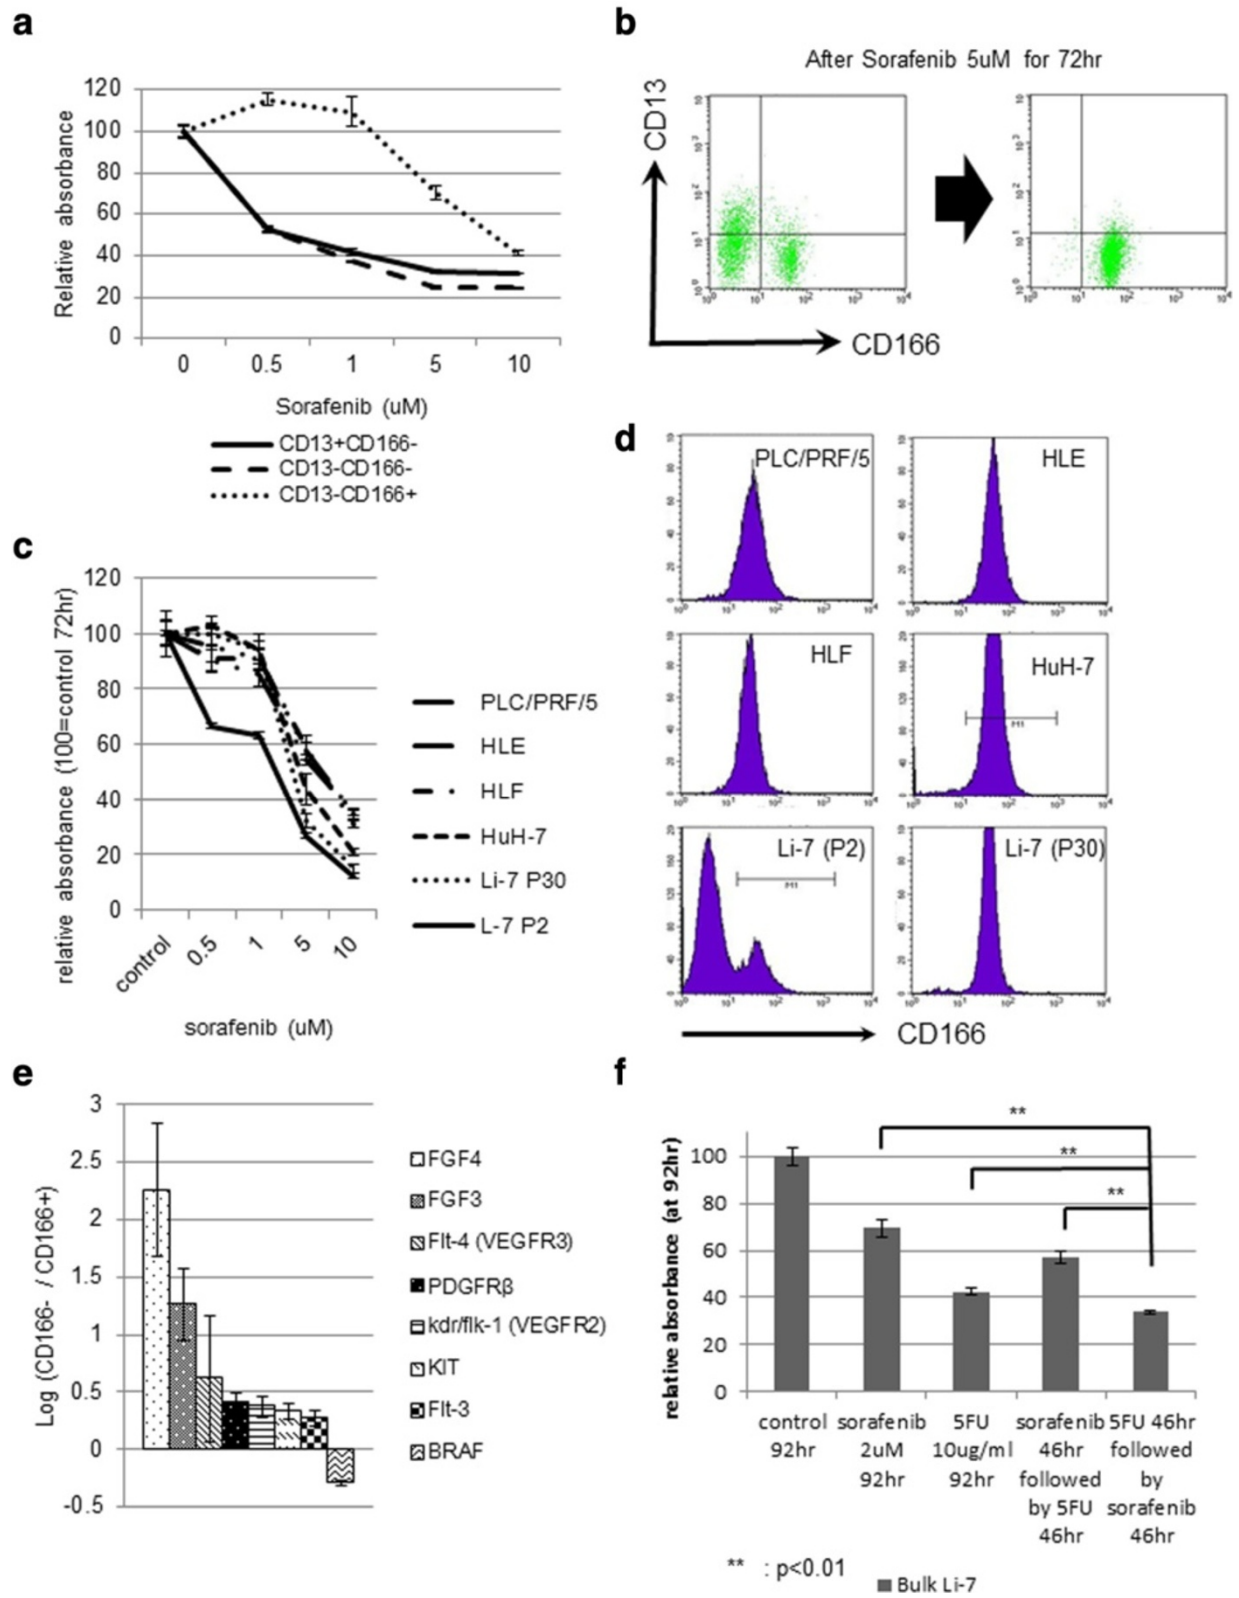 a
120
100
80
60
40
20
0
Relative absorbance
0 0.5 1 5 10
Sorafenib (uM)
CD13+CD166-
CD13-CD166-
CD13-CD166+
b
After Sorafenib 5uM for 72hr
CD13
CD166
c
120
100
80
60
40
20
0
relative absorbance (100=control 72hr)
control 0.5 1 5 10
sorafenib (uM)
PLC/PRF/5
HLE
HLF
HuH-7
Li-7 P30
L-7 P2
d
PLC/PRF/5
HLE
HLF
HuH-7
M1
Li-7 (P2)
M1
Li-7 (P30)
CD166
e
3
2.5
2
1.5
1
0.5
0
-0.5
Log (CD166- / CD166+)
FGF4
FGF3
Flt-4 (VEGFR3)
PDGFRβ
kdr/flk-1 (VEGFR2)
KIT
Flt-3
BRAF
f
**
**
**
100
80
60
40
20
0
relative absorbance (at 92hr)
control
92hr
sorafenib
2uM
92hr
5FU
10ug/ml
92hr
sorafenib
46hr
followed
by 5FU
46hr
5FU 46hr
followed
by
sorafenib
46hr
** : p<0.01
Bulk Li-7